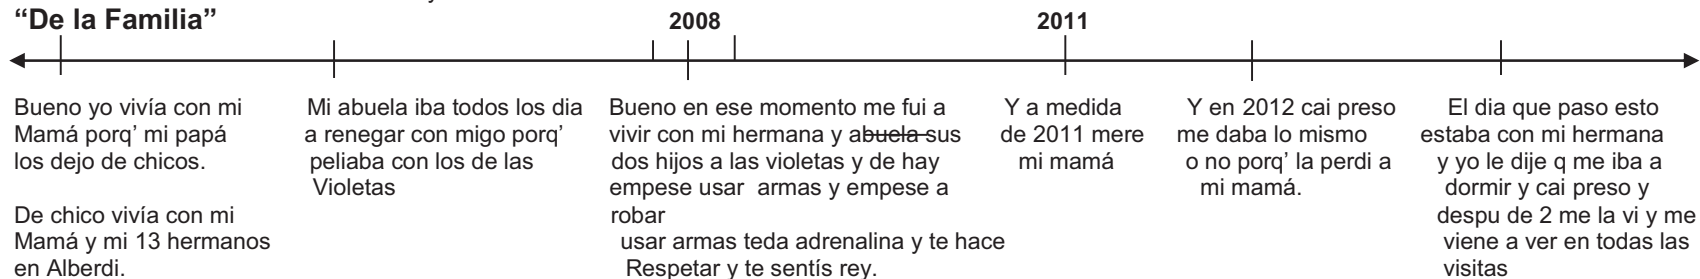 “De la Familia”
2008
2011
Bueno yo vivía con mi
Mamá porq’ mi papá
los dejo de chicos.
De chico vivía con mi
Mamá y mi 13 hermanos
en Alberdi.
Mi abuela iba todos los dia
a renegar con migo porq’
peliaba con los de las
Violetas
Bueno en ese momento me fui a
vivir con mi hermana y abuela sus
dos hijos a las violetas y de hay
empese usar armas y empese a
robar
usar armas teda adrenalina y te hace
Respetar y te sentís rey.
Y a medida
de 2011 mere
mi mamá
Y en 2012 cai preso
me daba lo mismo
o no porq’ la perdi a
mi mamá.
El dia que paso esto
estaba con mi hermana
y yo le dije q me iba a
dormir y cai preso y
despu de 2 me la vi y me
viene a ver en todas las
visitas